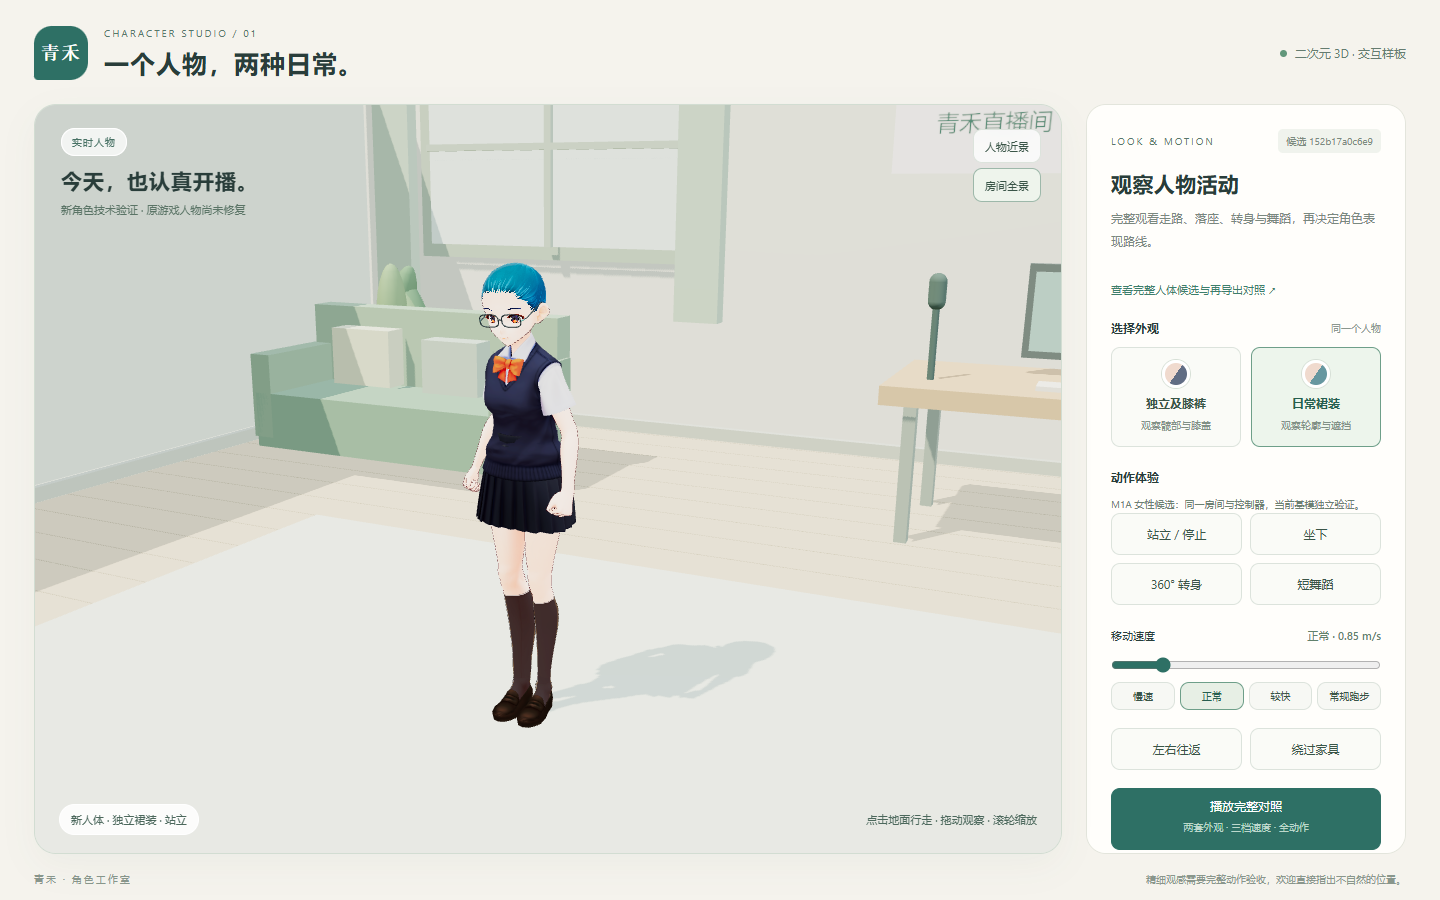 青禾
CHARACTER STUDIO / 01
一个人物，两种日常。
二次元 3D · 交互样板
实时人物
今天，也认真开播。
新角色技术验证 · 原游戏人物尚未修复
青禾直播间
人物近景
房间全景
新人体 · 独立裙装 · 站立
点击地面行走 · 拖动观察 · 滚轮缩放
LOOK & MOTION
候选 152b17a0c6e9
观察人物活动
完整观看走路、落座、转身与舞蹈，再决定角色表
现路线。
查看完整人体候选与再导出对照 ↗
选择外观
同一个人物
独立及膝裤
观察髋部与膝盖
日常裙装
观察轮廓与遮挡
动作体验
M1A 女性候选：同一房间与控制器，当前基模独立验证。
站立 / 停止
坐下
360° 转身
短舞蹈
移动速度
正常 · 0.85 m/s
慢速
正常
较快
常规跑步
左右往返
绕过家具
播放完整对照
两套外观 · 三档速度 · 全动作
青禾 · 角色工作室
精细观感需要完整动作验收，欢迎直接指出不自然的位置。